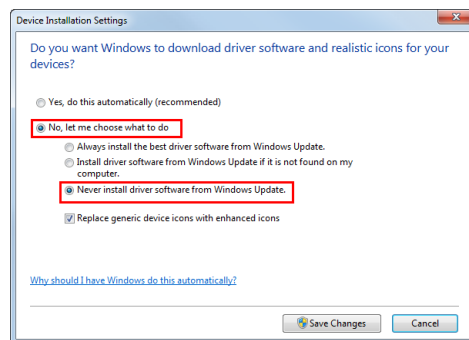 Device Installation Settings
Do you want Windows to download driver software and realistic icons for your
devices?
Yes, do this automatically (recommended)
No, let me choose what to do
Always install the best driver software from Windows Update.
Install driver software from Windows Update if it is not found on my
computer.
Never install driver software from Windows Update.
Replace generic device icons with enhanced icons
Why should I have Windows do this automatically?
Save Changes
Cancel